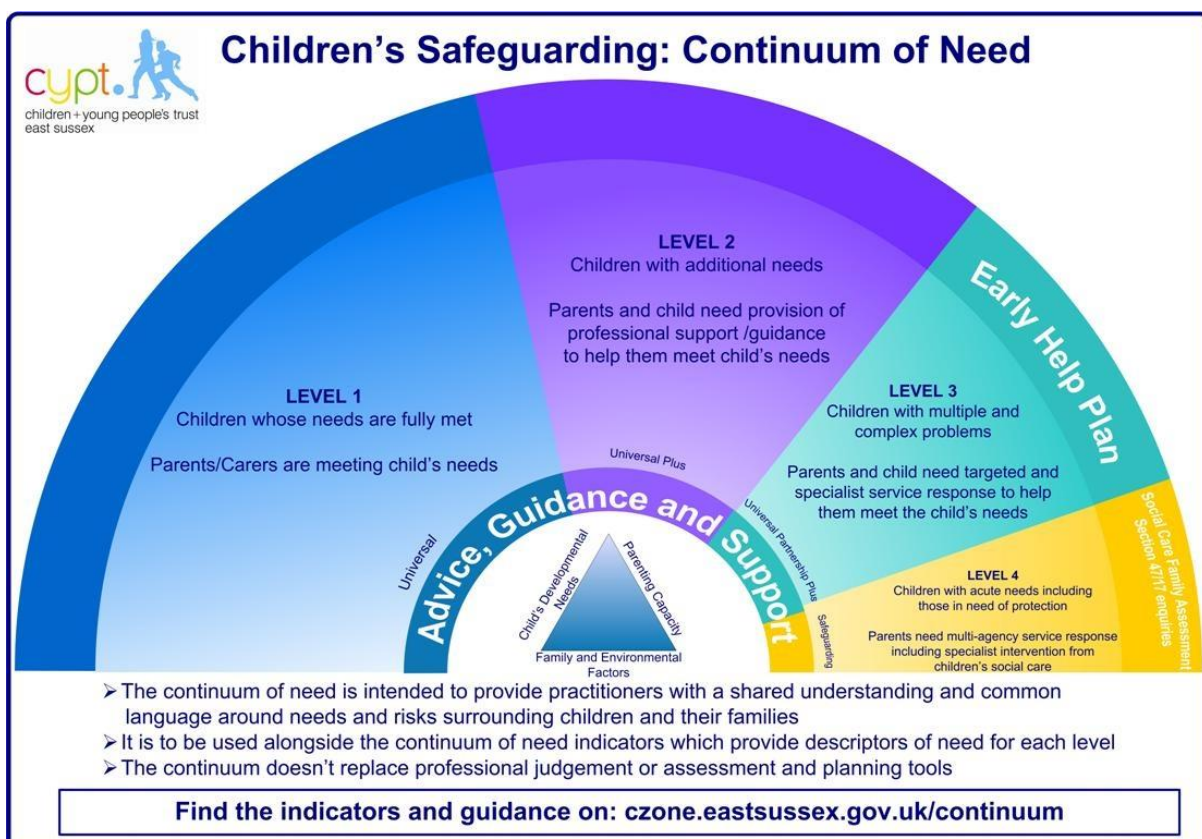 Children's Safeguarding: Continuum of Need
cypt.
children+young people's trust
east sussex
LEVEL 1
Children whose needs are fully met
Parents/Carers are meeting child's needs
LEVEL 2
Children with additional needs
Parents and child need provision of
professional support /guidance
to help them meet child's needs
LEVEL 3
Children with multiple and
complex problems
Parents and child need targeted and
specialist service response to help
them meet the child's needs
Early Help Plan
LEVEL 4
Children with acute needs including
those in need of protection
Parents need multi-agency service response
including specialist intervention from
children's social care
Social Care Family Assessment
Section 47/17 enquiries
Universal
Universal Plus
Universal Partnership Plus
Safeguarding
Advice, Guidance and Support
Child's Developmental
Needs
Parenting Capacity
Family and Environmental
Factors
➢ The continuum of need is intended to provide practitioners with a shared understanding and common
language around needs and risks surrounding children and their families
➢ It is to be used alongside the continuum of need indicators which provide descriptors of need for each level
➢ The continuum doesn't replace professional judgement or assessment and planning tools
Find the indicators and guidance on: czone.eastsussex.gov.uk/continuum